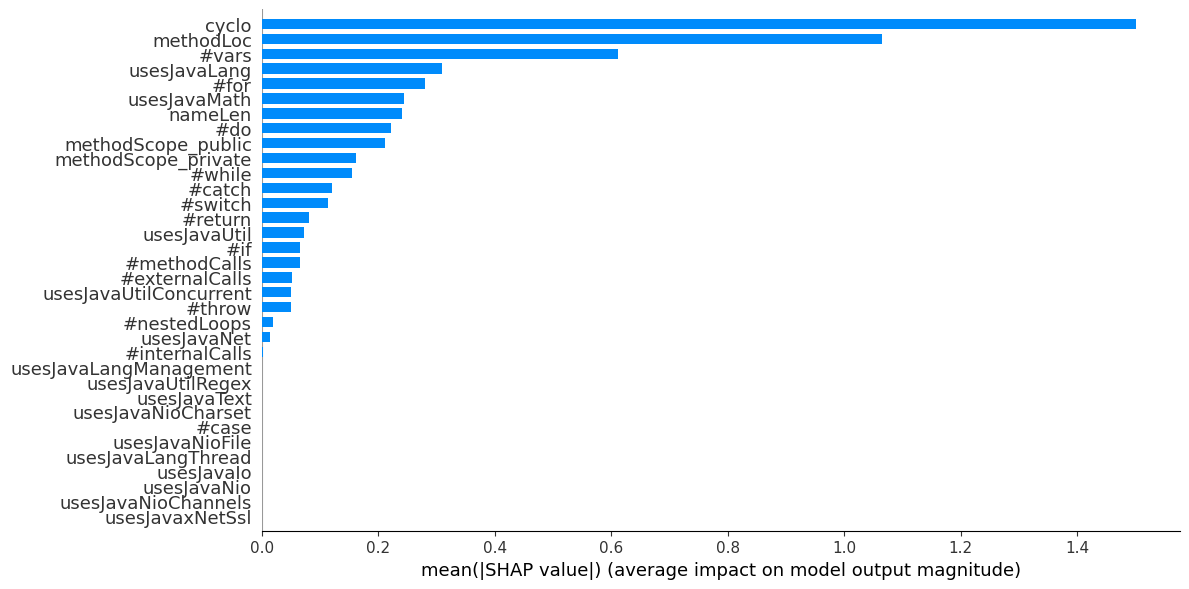 cyclo
methodLoc
#vars
usesJavaLang
#for
usesJavaMath
nameLen
#do
methodScope_public
methodScope_private
#while
#catch
#switch
#return
usesJavaUtil
#if
#methodCalls
#externalCalls
usesJavaUtilConcurrent
#throw
#nestedLoops
usesJavaNet
#internalCalls
usesJavaLangManagement
usesJavaUtilRegex
usesJavaText
usesJavaNioCharset
#case
usesJavaNioFile
usesJavaLangThread
usesJavaIo
usesJavaNio
usesJavaNioChannels
usesJavaxNetSsl
0.0 0.2 0.4 0.6 0.8 1.0 1.2 1.4
mean(|SHAP value|) (average impact on model output magnitude)